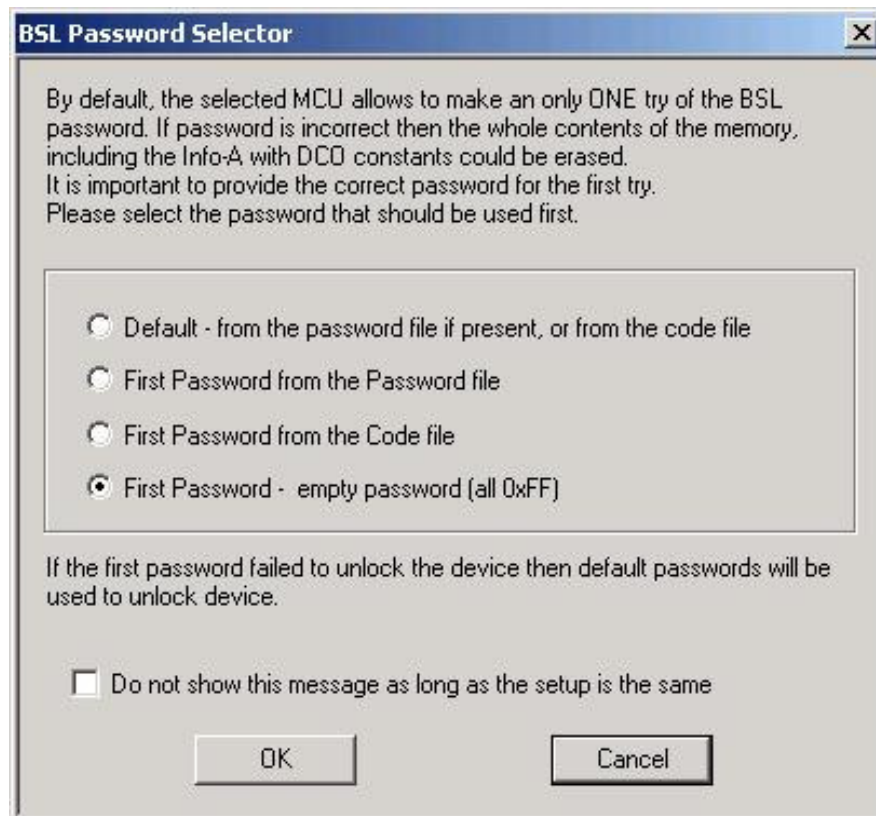 BSL Password Selector
By default, the selected MCU allows to make an only ONE try of the BSL
password. If password is incorrect then the whole contents of the memory,
including the Info-A with DCO constants could be erased.
It is important to provide the correct password for the first try.
Please select the password that should be used first.
Default - from the password file if present, or from the code file
First Password from the Password file
First Password from the Code file
First Password - empty password (all 0xFF)
If the first password failed to unlock the device then default passwords will be
used to unlock device.
Do not show this message as long as the setup is the same
OK Cancel